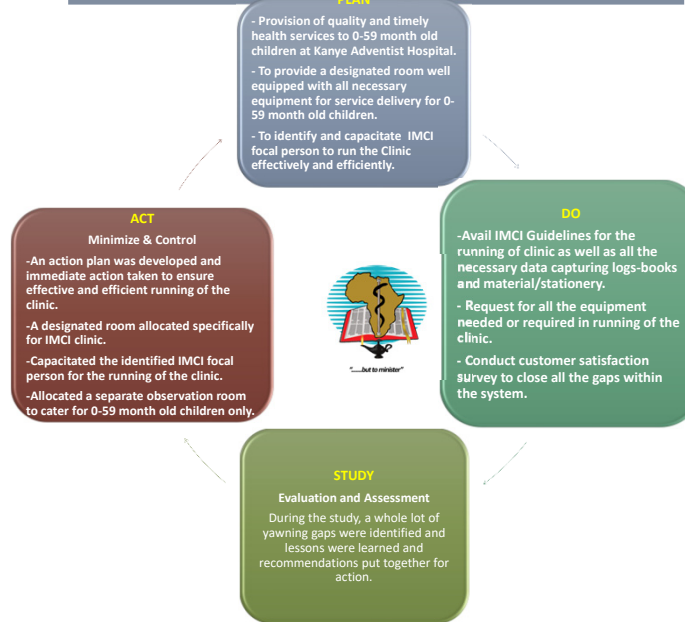 PLAN
- Provision of quality and timely
health services to 0-59 month old
children at Kanye Adventist Hospital.
- To provide a designated room well
equipped with all necessary
equipment for service delivery for 0-
59 month old children.
- To identify and capacitate IMCI
focal person to run the Clinic
effectively and efficiently.
DO
-Avail IMCI Guidelines for the
running of clinic as well as all the
necessary data capturing logs-books
and material/stationery.
- Request for all the equipment
needed or required in running of the
clinic.
- Conduct customer satisfaction
survey to close all the gaps within
the system.
STUDY
Evaluation and Assessment
During the study, a whole lot of
yawning gaps were identified and
lessons were learned and
recommendations put together for
action.
ACT
Minimize & Control
-An action plan was developed and
immediate action taken to ensure
effective and efficient running of the
clinic.
-A designated room allocated specifically
for IMCI clinic.
-Capacitated the identified IMCI focal
person for the running of the clinic.
-Allocated a separate observation room
to cater for 0-59 month old children only.
"......but to minister"